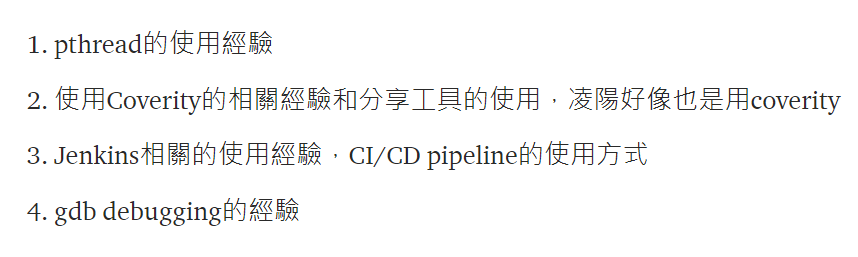 1. pthread的使用經驗
2. 使用Coverity的相關經驗和分享工具的使用，凌陽好像也是用coverity
3. Jenkins相關的使用經驗，CI/CD pipeline的使用方式
4. gdb debugging的經驗